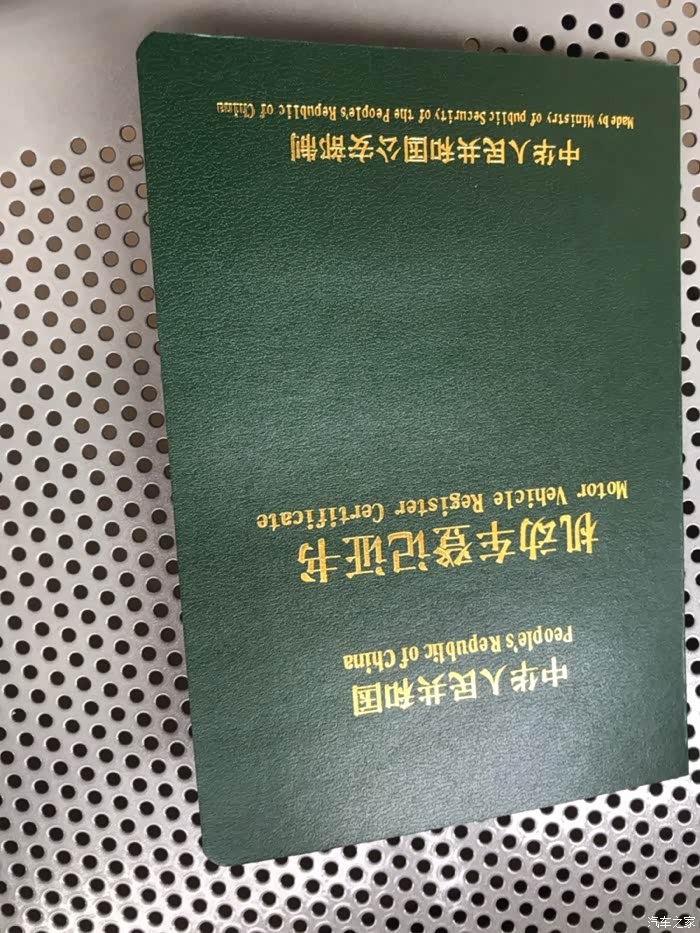 中华人民共和国
People's Republic of China
机动车登记证书
Motor Vehicle Register Certificate
中华人民共和国公安部制
Made by Ministry of public Security of the People's Republic of China
汽车之家